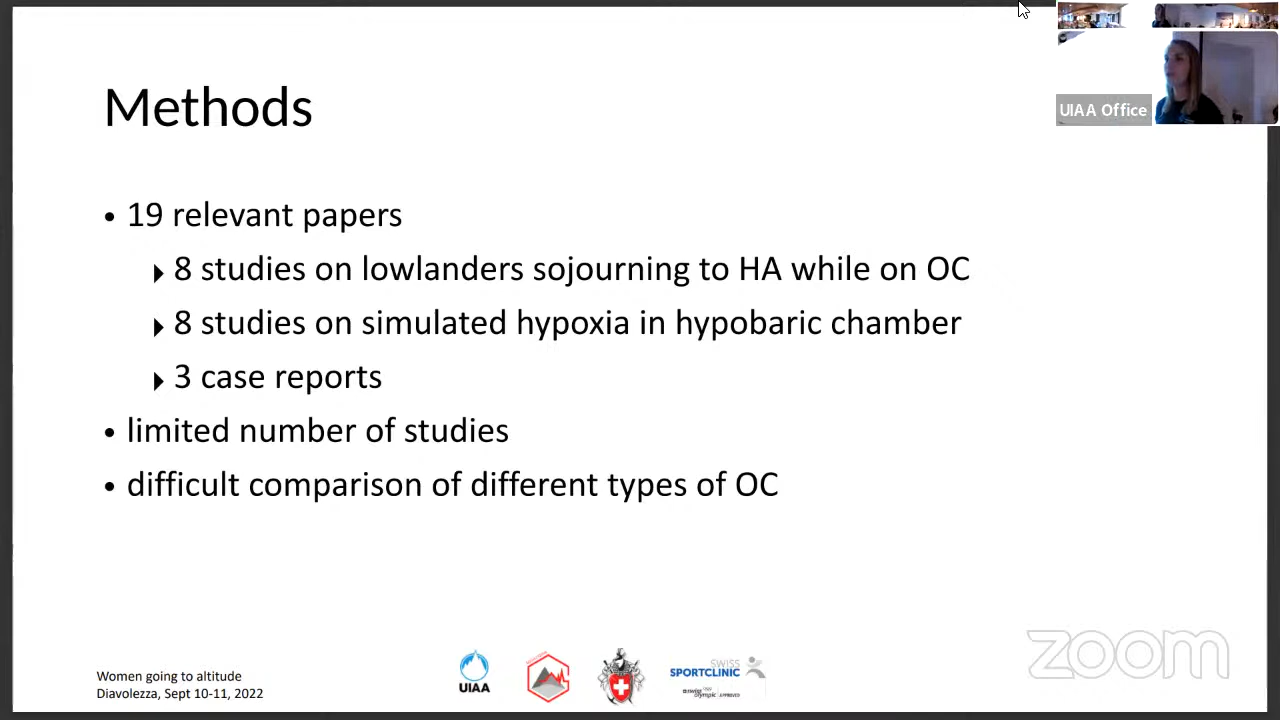 UIAA Office
Methods
• 19 relevant papers
8 studies on lowlanders sojourning to HA while on OC
8 studies on simulated hypoxia in hypobaric chamber
3 case reports
• limited number of studies
• difficult comparison of different types of OC
Women going to altitude
Diavolezza, Sept 10-11, 2022
UIAA
SWISS
SPORTCLINIC
zoom